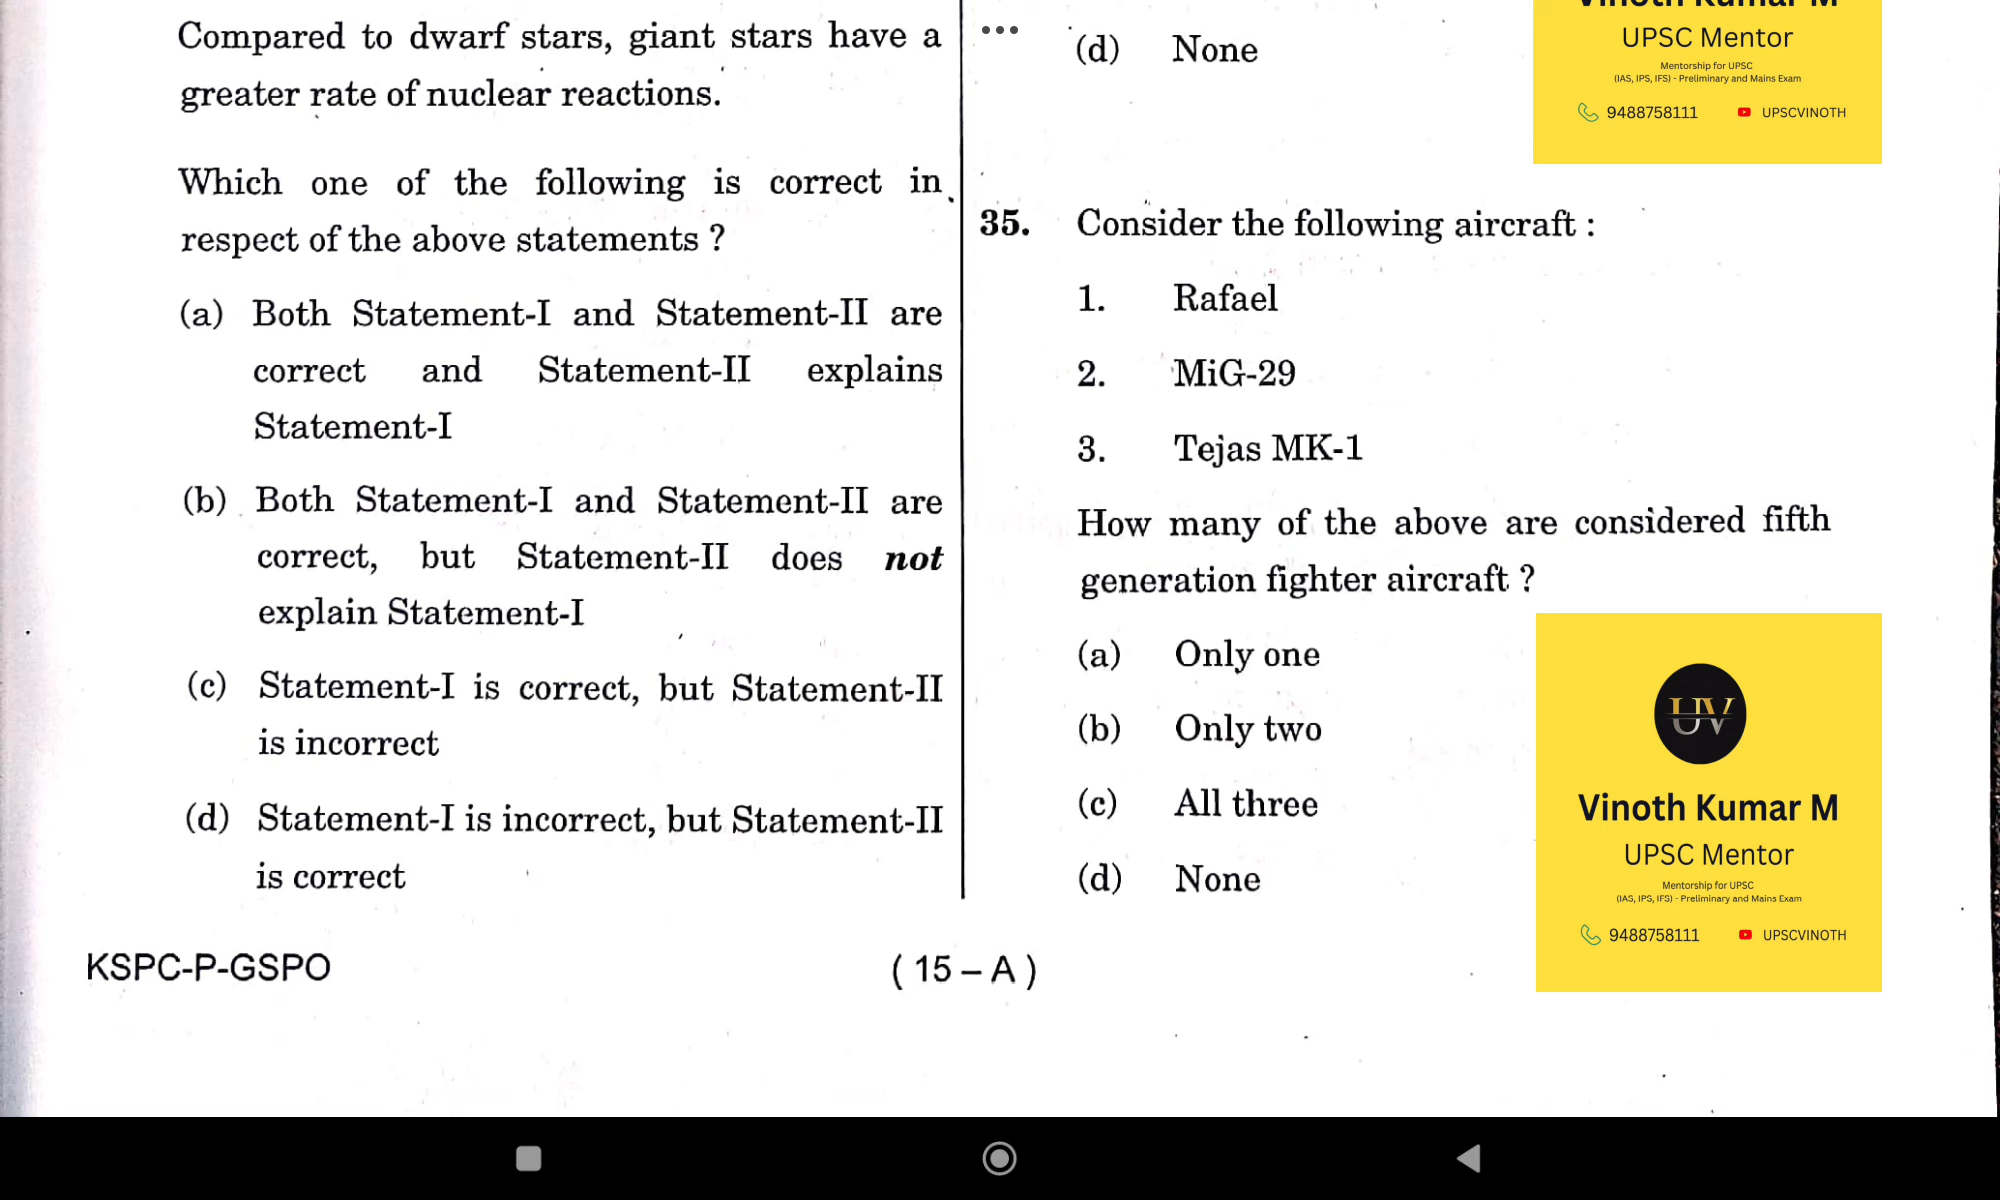 Compared to dwarf stars, giant stars have a
greater rate of nuclear reactions.
Which one of the following is correct in
respect of the above statements ?
(a) Both Statement-I and Statement-II are
correct and Statement-II explains
Statement-I
(b) Both Statement-I and Statement-II are
correct, but Statement-II does not
explain Statement-I
(c) Statement-I is correct, but Statement-II
is incorrect
(d) Statement-I is incorrect, but Statement-II
is correct
(d) None
Vinoth Kumar M
UPSC Mentor
Mentorship for UPSC
(IAS, IPS, IFS) - Preliminary and Mains Exam
9488758111 UPSCVINOTH
35. Consider the following aircraft :
1. Rafael
2. MiG-29
3. Tejas MK-1
How many of the above are considered fifth
generation fighter aircraft ?
(a) Only one
(b) Only two
(c) All three
(d) None
UV
Vinoth Kumar M
UPSC Mentor
Mentorship for UPSC
(IAS, IPS, IFS) - Preliminary and Mains Exam
9488758111 UPSCVINOTH
KSPC-P-GSPO
( 15 – A )